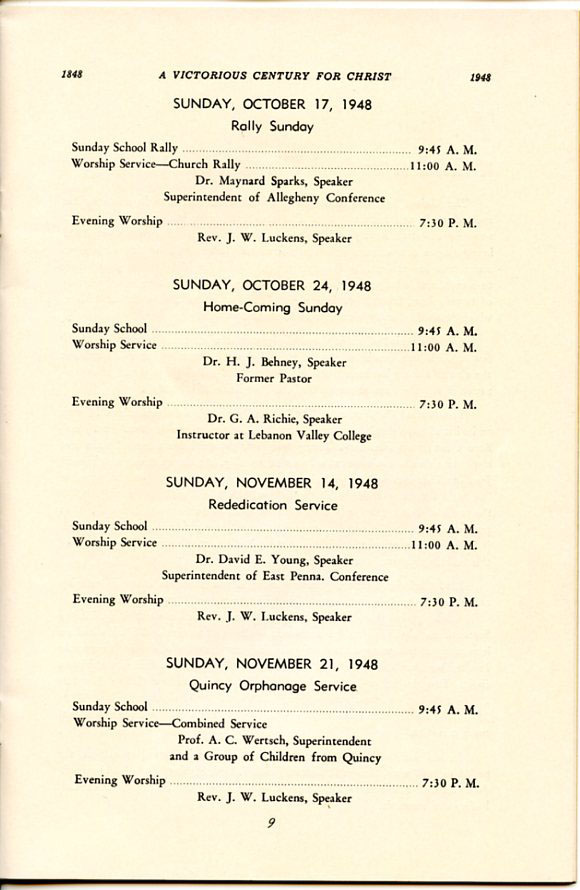 1848 A VICTORIOUS CENTURY FOR CHRIST 1948
SUNDAY, OCTOBER 17, 1948
Rally Sunday
Sunday School Rally ........ 9:45 A. M.
Worship Service—Church Rally ........ 11:00 A. M.
Dr. Maynard Sparks, Speaker
Superintendent of Allegheny Conference
Evening Worship ........ 7:30 P. M.
Rev. J. W. Luckens, Speaker
SUNDAY, OCTOBER 24, 1948
Home-Coming Sunday
Sunday School ........ 9:45 A. M.
Worship Service ........ 11:00 A. M.
Dr. H. J. Behney, Speaker
Former Pastor
Evening Worship ........ 7:30 P. M.
Dr. G. A. Richie, Speaker
Instructor at Lebanon Valley College
SUNDAY, NOVEMBER 14, 1948
Rededication Service
Sunday School ........ 9:45 A. M.
Worship Service ........ 11:00 A. M.
Dr. David E. Young, Speaker
Superintendent of East Penna. Conference
Evening Worship ........ 7:30 P. M.
Rev. J. W. Luckens, Speaker
SUNDAY, NOVEMBER 21, 1948
Quincy Orphanage Service
Sunday School ........ 9:45 A. M.
Worship Service—Combined Service
Prof. A. C. Wertsch, Superintendent
and a Group of Children from Quincy
Evening Worship ........ 7:30 P. M.
Rev. J. W. Luckens, Speaker
9